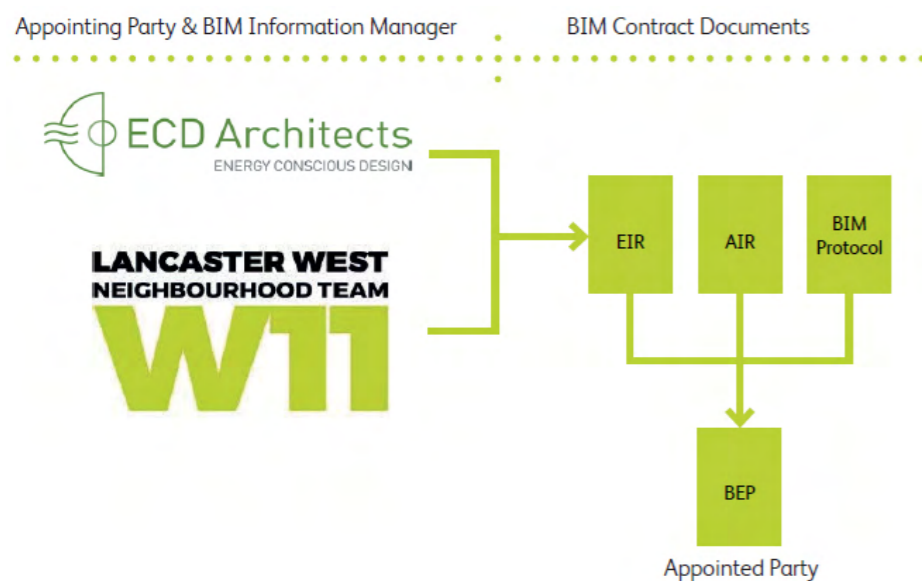 Appointing Party & BIM Information Manager
BIM Contract Documents
ECD Architects
ENERGY CONSCIOUS DESIGN
LANCASTER WEST
NEIGHBOURHOOD TEAM
W11
EIR
AIR
BIM
Protocol
BEP
Appointed Party